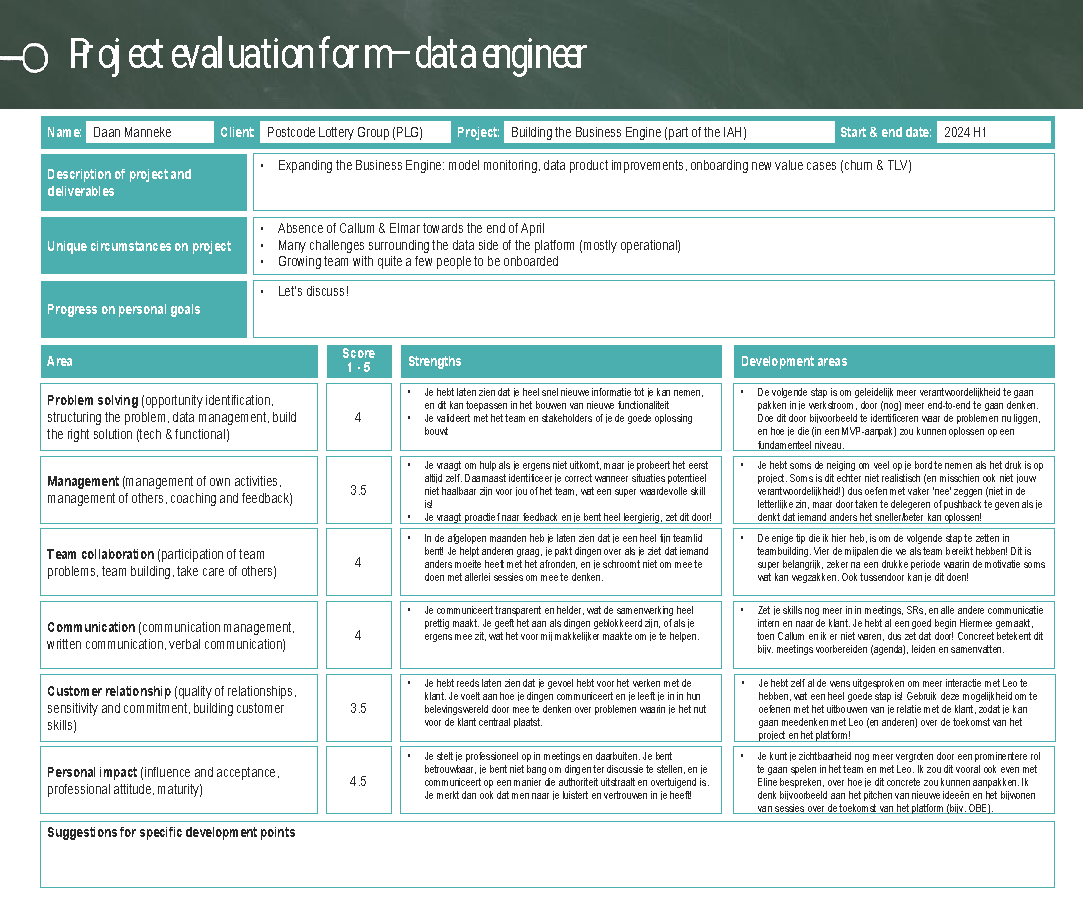 Project evaluation form – data engineer
Name: Daan Manneke Client: Postcode Lottery Group (PLG) Project: Building the Business Engine (part of the IAH) Start & end date: 2024 H1
Description of project and
deliverables
• Expanding the Business Engine: model monitoring, data product improvements, onboarding new value cases (churn & TLV)
Unique circumstances on project
• Absence of Callum & Elmar towards the end of April
• Many challenges surrounding the data side of the platform (mostly operational)
• Growing team with quite a few people to be onboarded
Progress on personal goals
• Let's discuss!
Area
Score
1 - 5
Strengths
Development areas
Problem solving (opportunity identification,
structuring the problem, data management, build
the right solution (tech & functional)
4
• Je hebt laten zien dat je heel snel nieuwe informatie tot je kan nemen,
en dit kan toepassen in het bouwen van nieuwe functionaliteit
• Je valideert met het team en stakeholders of je de goede oplossing
bouwt
• De volgende stap is om geleidelijk meer verantwoordelijkheid te gaan
pakken in je werkstroom, door (nog) meer end-to-end te gaan denken.
Doe dit door bijvoorbeeld te identificeren waar de problemen nu liggen,
en hoe je die (in een MVP-aanpak) zou kunnen oplossen op een
fundamenteel niveau.
Management (management of own activities,
management of others, coaching and feedback)
3.5
• Je vraagt om hulp als je ergens niet uitkomt, maar je probeert het eerst
altijd zelf. Daarnaast identificeer je correct wanneer situaties potentieel
niet haalbaar zijn voor jou of het team, wat een super waardevolle skill
is!
• Je vraagt proactief naar feedback en je bent heel leergierig, zet dit door!
• Je hebt soms de neiging om veel op je bord te nemen als het druk is op
project. Soms is dit echter niet realistisch (en misschien ook niet jouw
verantwoordelijkheid!) dus oefen met vaker 'nee' zeggen (niet in de
letterlijke zin, maar door taken te delegeren of pushback te geven als je
denkt dat iemand anders het sneller/beter kan oplossen!
Team collaboration (participation of team
problems, team building, take care of others)
4
• In de afgelopen maanden heb je laten zien dat je een heel fijn teamlid
bent! Je helpt anderen graag, je pakt dingen over als je ziet dat iemand
anders moeite heeft met het afronden, en je schroomt niet om mee te
doen met allerlei sessies om mee te denken.
• De enige tip die ik hier heb, is om de volgende stap te zetten in
teambuilding. Vier de mijlpalen die we als team bereikt hebben! Dit is
super belangrijk, zeker na een drukke periode waarin de motivatie soms
wat kan wegzakken. Ook tussendoor kan je dit doen!
Communication (communication management,
written communication, verbal communication)
4
• Je communiceert transparant en helder, wat de samenwerking heel
prettig maakt. Je geeft het aan als dingen geblokkeerd zijn, of als je
ergens mee zit, wat het voor mij makkelijker maakte om je te helpen.
• Zet je skills nog meer in in meetings, SRs, en alle andere communicatie
intern en naar de klant. Je hebt al een goed begin Hiermee gemaakt,
toen Callum en ik er niet waren, dus zet dat door! Concreet betekent dit
bijv. meetings voorbereiden (agenda), leiden en samenvatten.
Customer relationship (quality of relationships,
sensitivity and commitment, building customer
skills)
3.5
• Je hebt reeds laten zien dat je gevoel hebt voor het werken met de
klant. Je voelt aan hoe je dingen communiceert en je leeft je in in hun
belevingswereld door mee te denken over problemen waarin je het nut
voor de klant centraal plaatst.
• Je hebt zelf al de wens uitgesproken om meer interactie met Leo te
hebben, wat een heel goede stap is! Gebruik deze mogelijkheid om te
oefenen met het uitbouwen van je relatie met de klant, zodat je kan
gaan meedenken met Leo (en anderen) over de toekomst van het
project en het platform!
Personal impact (influence and acceptance,
professional attitude, maturity)
4.5
• Je stelt je professioneel op in meetings en daarbuiten. Je bent
betrouwbaar, je bent niet bang om dingen ter discussie te stellen, en je
communiceert op een manier die authoriteit uitstraalt en overtuigend is.
Je merkt dan ook dat men naar je luistert en vertrouwen in je heeft!
• Je kunt je zichtbaarheid nog meer vergroten door een prominentere rol
te gaan spelen in het team en met Leo. Ik zou dit vooral ook even met
Eline bespreken, over hoe je dit concreet zou kunnen aanpakken. Ik
denk bijvoorbeeld aan het pitchen van nieuwe ideeën en het bijwonen
van sessies over de toekomst van het platform (bijv. OBE).
Suggestions for specific development points